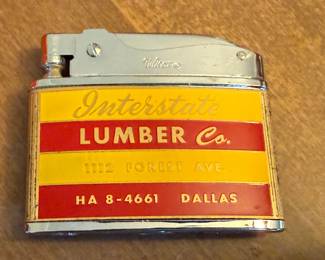 Interstate
LUMBER Co.
1112 FOREST AVE.
HA 8-4661 DALLAS